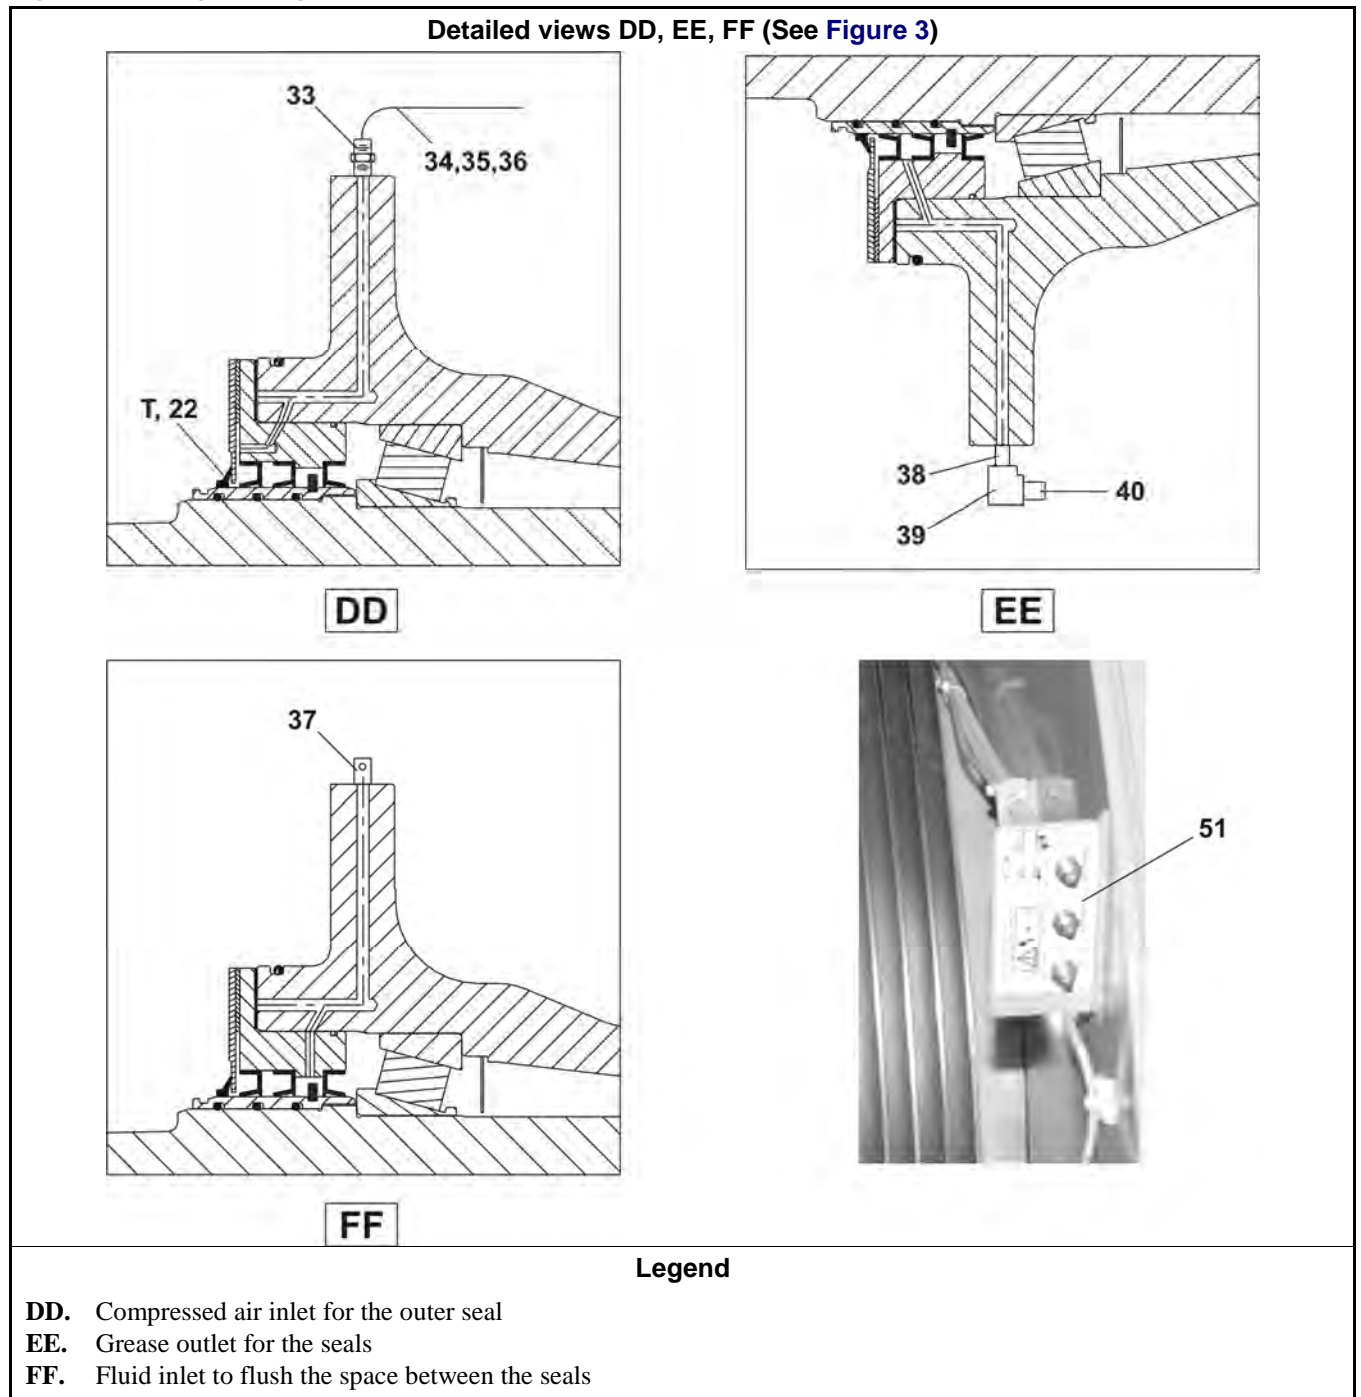 Detailed views DD, EE, FF (See Figure 3)
33
34,35,36
T, 22
DD
38
39
40
EE
37
FF
51
Legend
DD. Compressed air inlet for the outer seal
EE. Grease outlet for the seals
FF. Fluid inlet to flush the space between the seals